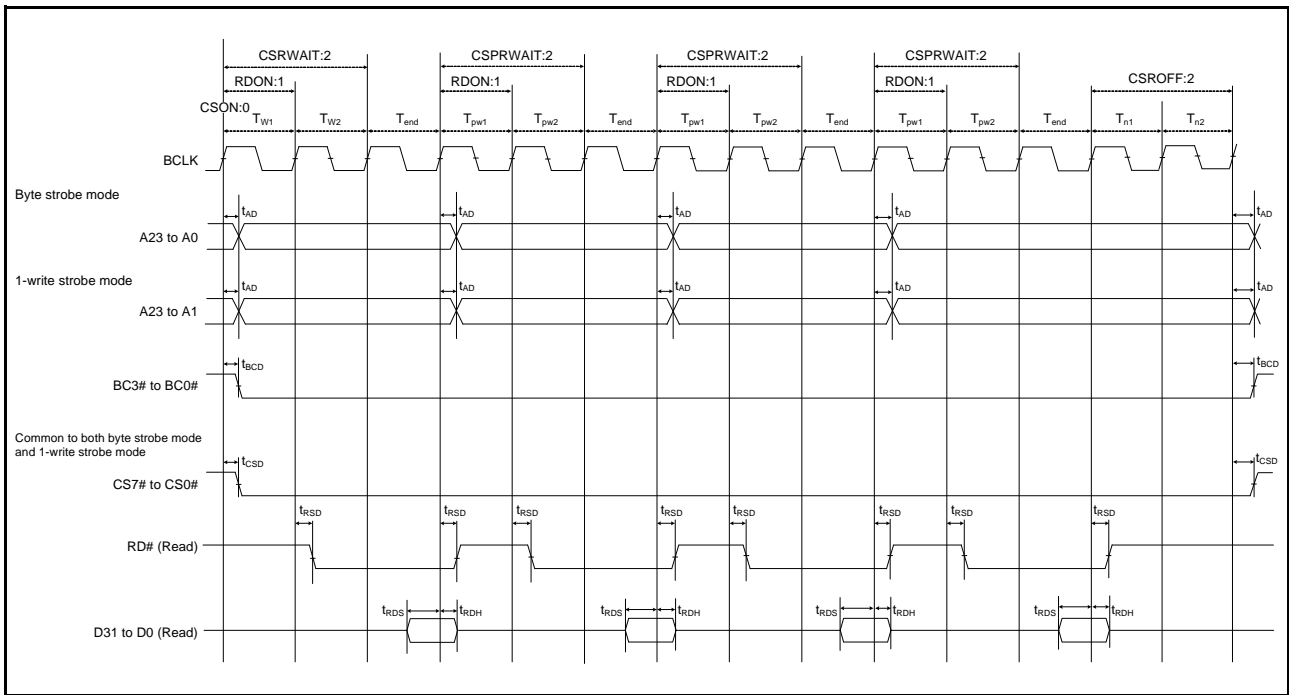 CSRWAIT:2 CSPRWAIT:2 CSPRWAIT:2 CSPRWAIT:2
RDON:1 RDON:1 RDON:1 RDON:1 CSROFF:2
CSON:0
TW1 TW2 Tend Tpw1 Tpw2 Tend Tpw1 Tpw2 Tend Tpw1 Tpw2 Tend Tn1 Tn2
BCLK
Byte strobe mode
tAD tAD tAD tAD tAD
A23 to A0
1-write strobe mode
tAD tAD tAD tAD tAD
A23 to A1
tBCD tBCD
BC3# to BC0#
Common to both byte strobe mode
and 1-write strobe mode
tCSD tCSD
CS7# to CS0#
tRSD tRSD tRSD tRSD tRSD tRSD tRSD tRSD
RD# (Read)
tRDS tRDH tRDS tRDH tRDS tRDH tRDS tRDH
D31 to D0 (Read)